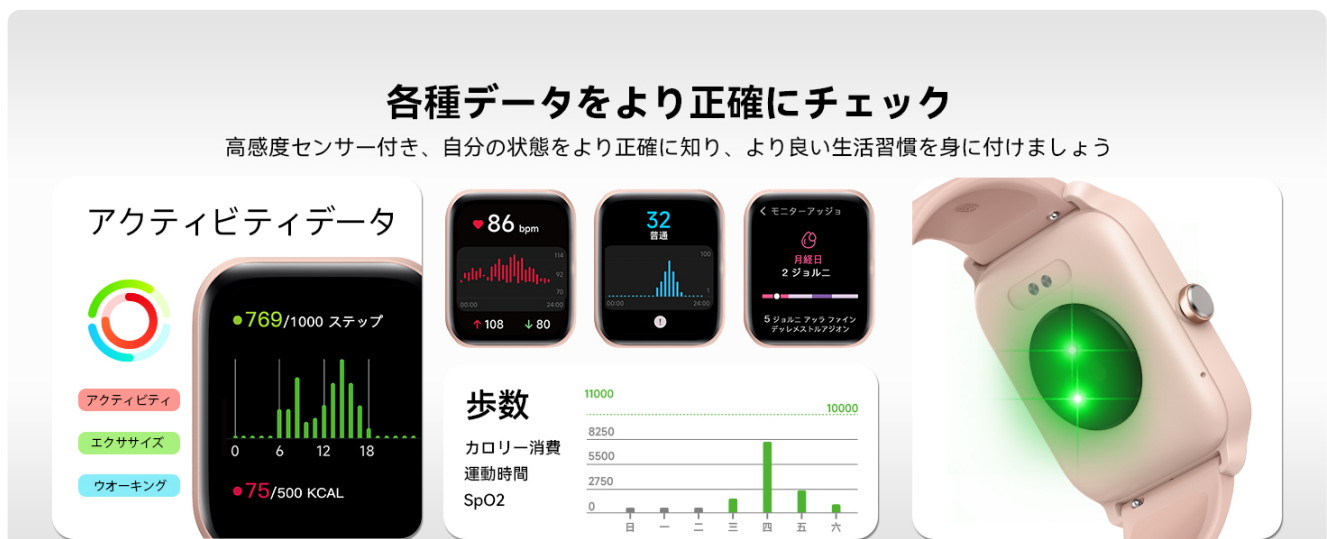 各種データをより正確にチェック
高感度センサー付き、自分の状態をより正確に知り、より良い生活習慣を身に付けましょう
アクティビティデータ
アクティビティ
エクササイズ
ウオーキング
769/1000 ステップ
0 6 12 18
75/500 KCAL
86 bpm
114
92
70
00:00 24:00
108 80
32
普通
100
1
00:00 24:00
モニターアッジョ
月経日
2 ジョルニ
5 ジョルニ アッラ ファイン
デッレメストルアジオン
歩数
カロリー消費
運動時間
SpO2
11000
10000
8250
5500
2750
0
日 一 二 三 四 五 六